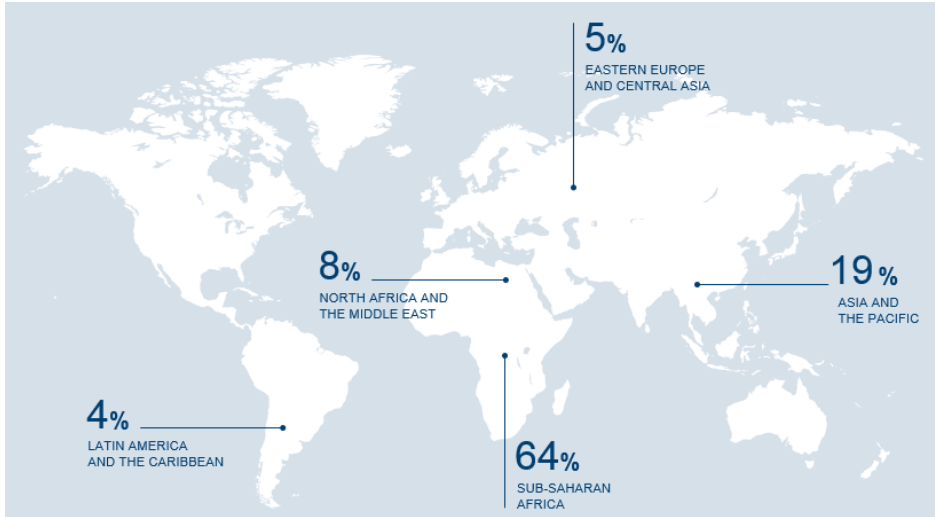 5%
EASTERN EUROPE
AND CENTRAL ASIA
8%
NORTH AFRICA AND
THE MIDDLE EAST
19 %
ASIA AND
THE PACIFIC
4%
LATIN AMERICA
AND THE CARIBBEAN
64%
SUB-SAHARAN
AFRICA